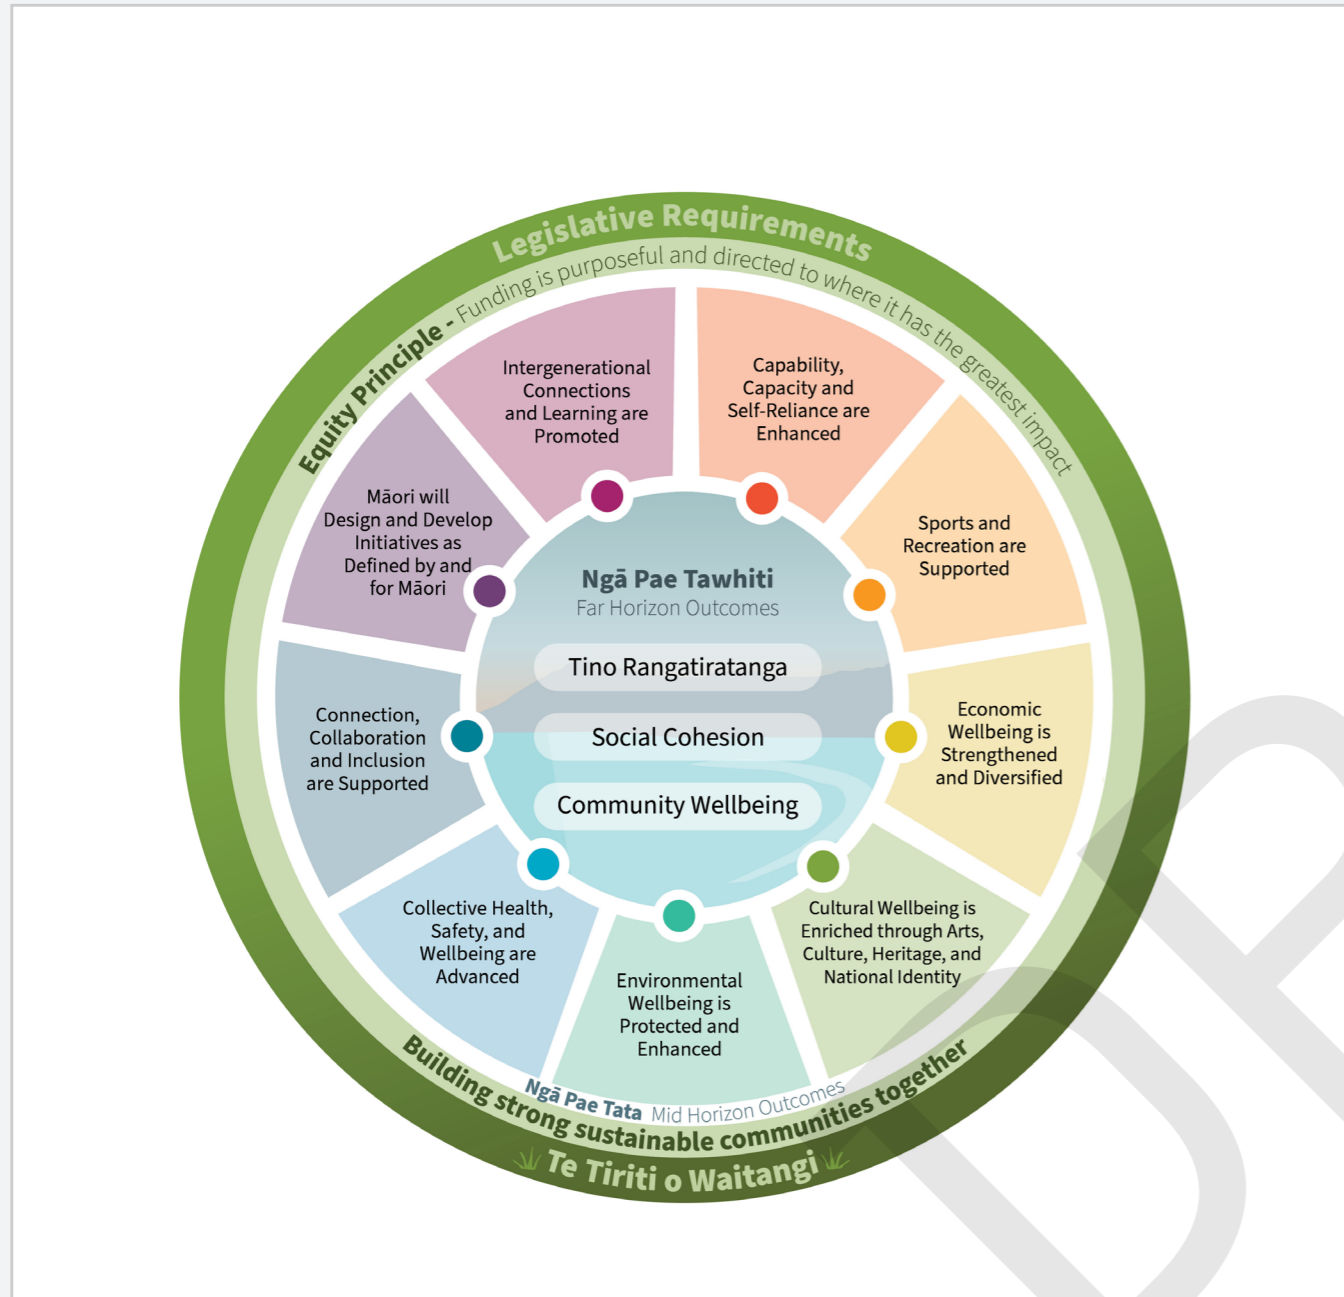 Legislative Requirements
Equity Principle - Funding is purposeful and directed to where it has the greatest impact
Intergenerational
Connections
and Learning are
Promoted
Capability,
Capacity and
Self-Reliance are
Enhanced
Sports and
Recreation are
Supported
Economic
Wellbeing is
Strengthened
and Diversified
Cultural Wellbeing is
Enriched through Arts,
Culture, Heritage, and
National Identity
Environmental
Wellbeing is
Protected and
Enhanced
Collective Health,
Safety, and
Wellbeing are
Advanced
Connection,
Collaboration
and Inclusion
are Supported
Māori will
Design and Develop
Initiatives as
Defined by and
for Māori
Ngā Pae Tawhiti
Far Horizon Outcomes
Tino Rangatiratanga
Social Cohesion
Community Wellbeing
Ngā Pae Tata Mid Horizon Outcomes
Building strong sustainable communities together
Te Tiriti o Waitangi